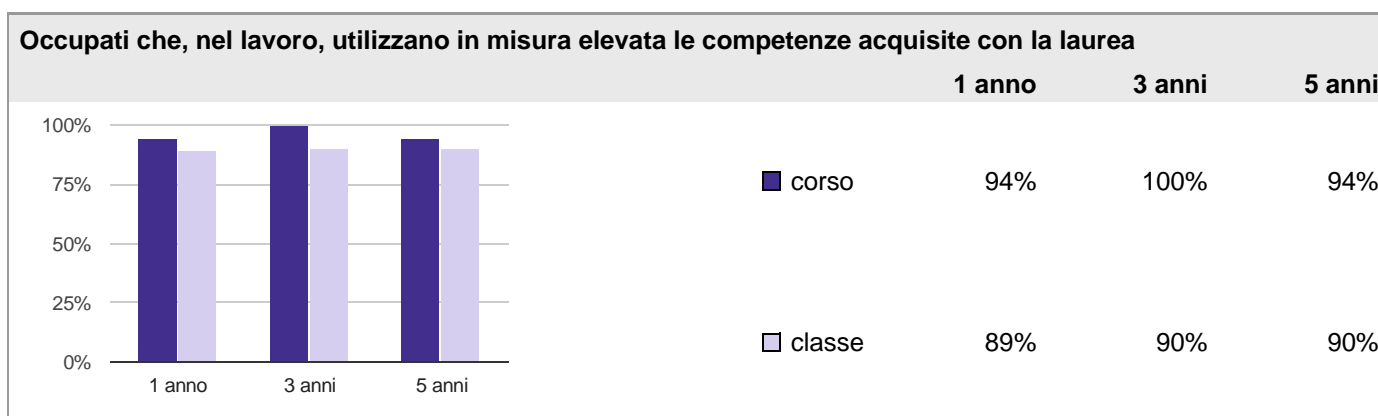 Occupati che, nel lavoro, utilizzano in misura elevata le competenze acquisite con la laurea
1 anno 3 anni 5 anni
100%
75%
50%
25%
0%
1 anno 3 anni 5 anni
corso 94% 100% 94%
classe 89% 90% 90%